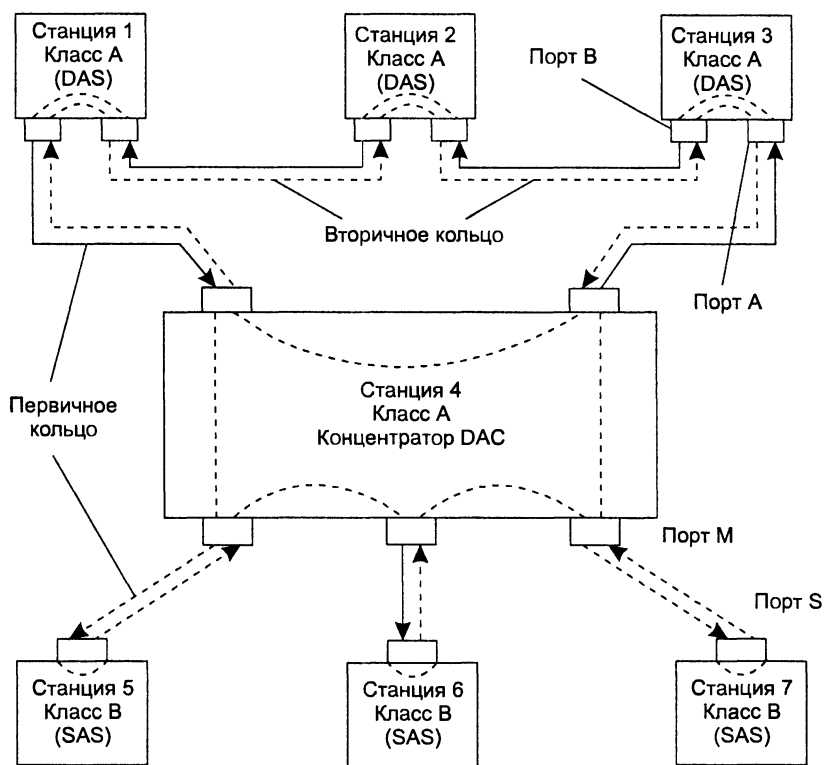 Станция 1
Класс А
(DAS)
Станция 2
Класс А
(DAS)
Порт В
Станция 3
Класс А
(DAS)
Вторичное кольцо
Порт А
Первичное
кольцо
Станция 4
Класс А
Концентратор DAC
Порт М
Порт S
Станция 5
Класс В
(SAS)
Станция 6
Класс В
(SAS)
Станция 7
Класс В
(SAS)